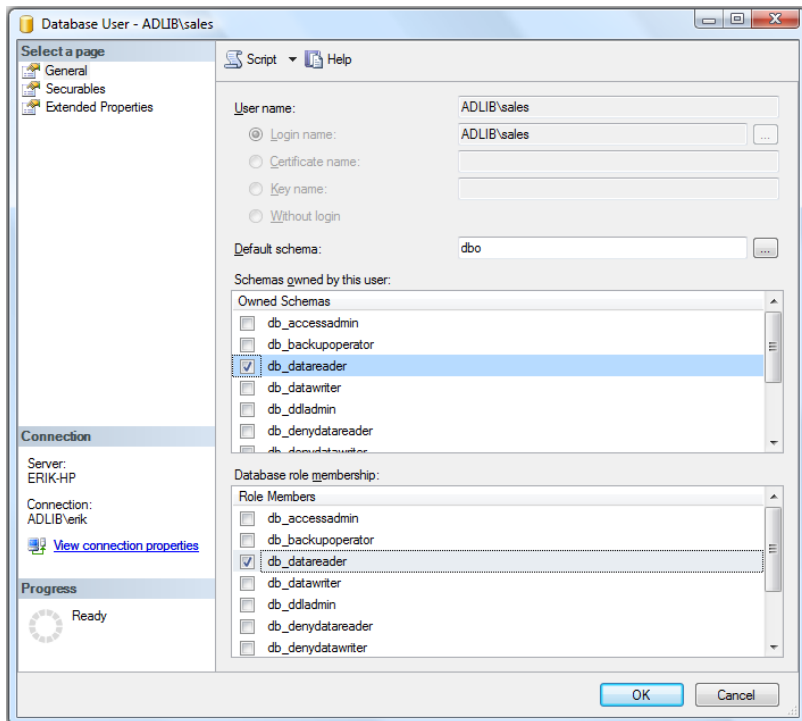 Database User - ADLIB\sales
Select a page
General
Securables
Extended Properties
Script
Help
User name:
ADLIB\sales
Login name:
ADLIB\sales
...
Certificate name:
Key name:
Without login
Default schema:
dbo
...
Schemas owned by this user:
Owned Schemas
db_accessadmin
db_backupoperator
db_datareader
db_datawriter
db_ddladmin
db_denydatareader
db_denydatawriter
Connection
Server:
ERIK-HP
Connection:
ADLIB\erik
View connection properties
Progress
Ready
Database role membership:
Role Members
db_accessadmin
db_backupoperator
db_datareader
db_datawriter
db_ddladmin
db_denydatareader
db_denydatawriter
OK
Cancel